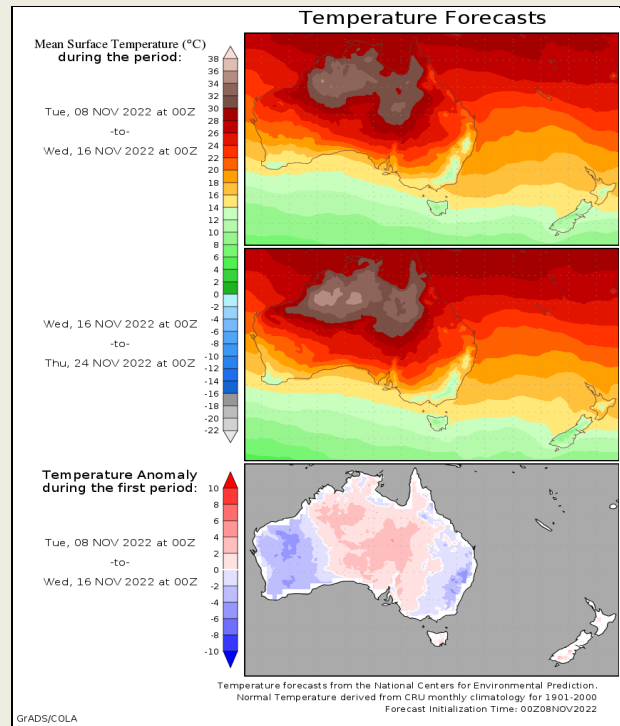 Temperature Forecasts
Mean Surface Temperature (°C)
during the period:
Tue, 08 NOV 2022 at 00Z
-to-
Wed, 16 NOV 2022 at 00Z
38
36
34
32
30
28
26
24
22
20
18
16
14
12
10
8
6
4
2
0
-2
-4
-6
-8
-10
-12
-14
-16
-18
-20
-22
Wed, 16 NOV 2022 at 00Z
-to-
Thu, 24 NOV 2022 at 00Z
Temperature Anomaly
during the first period:
Tue, 08 NOV 2022 at 00Z
-to-
Wed, 16 NOV 2022 at 00Z
10
8
6
4
2
0
-2
-4
-6
-8
-10
Temperature forecasts from the National Centers for Environmental Prediction.
Normal Temperature derived from CRU monthly climatology for 1901-2000
Forecast Initialization Time: 00Z08NOV2022
GrADS/COLA